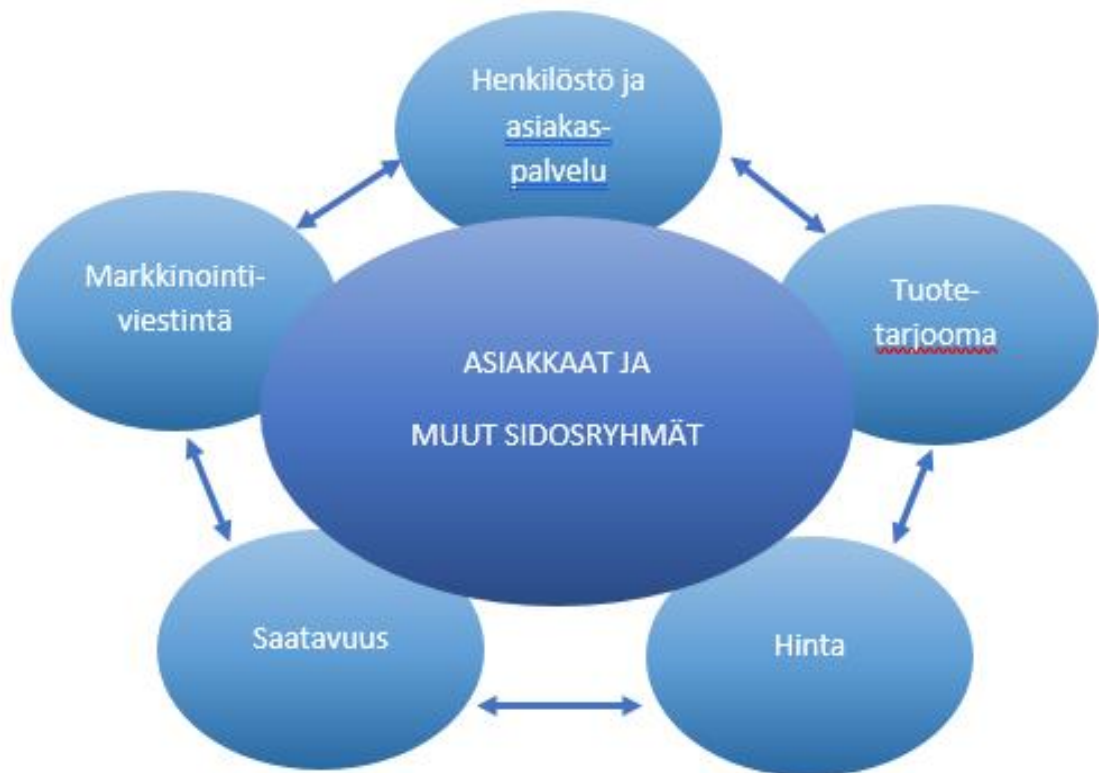 Henkilöstö ja
asiakas-
palvelu
Markkinointi-
viestintä
Tuote-
tarjooma
ASIAKKAAT JA
MUUT SIDOSRYHMÄT
Saatavuus
Hinta